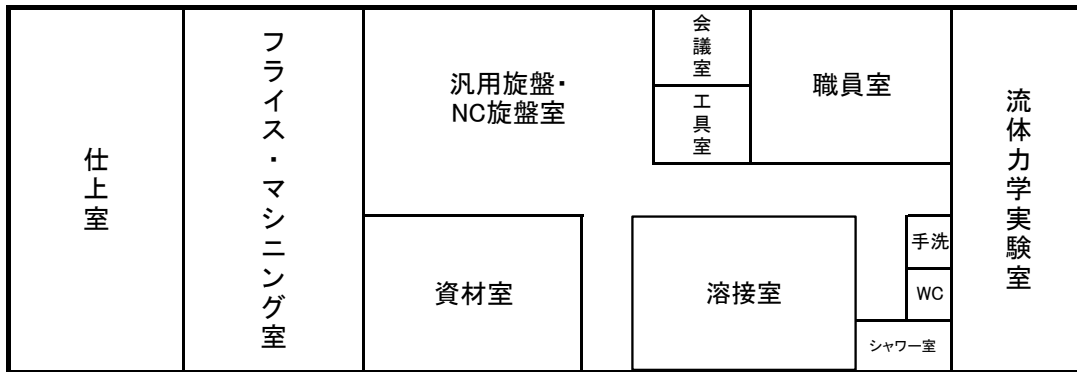 仕上室
フライス・マシニング室
汎用旋盤・
NC旋盤室
会議室
工具室
職員室
資材室
溶接室
手洗
WC
シャワー室
流体力学実験室